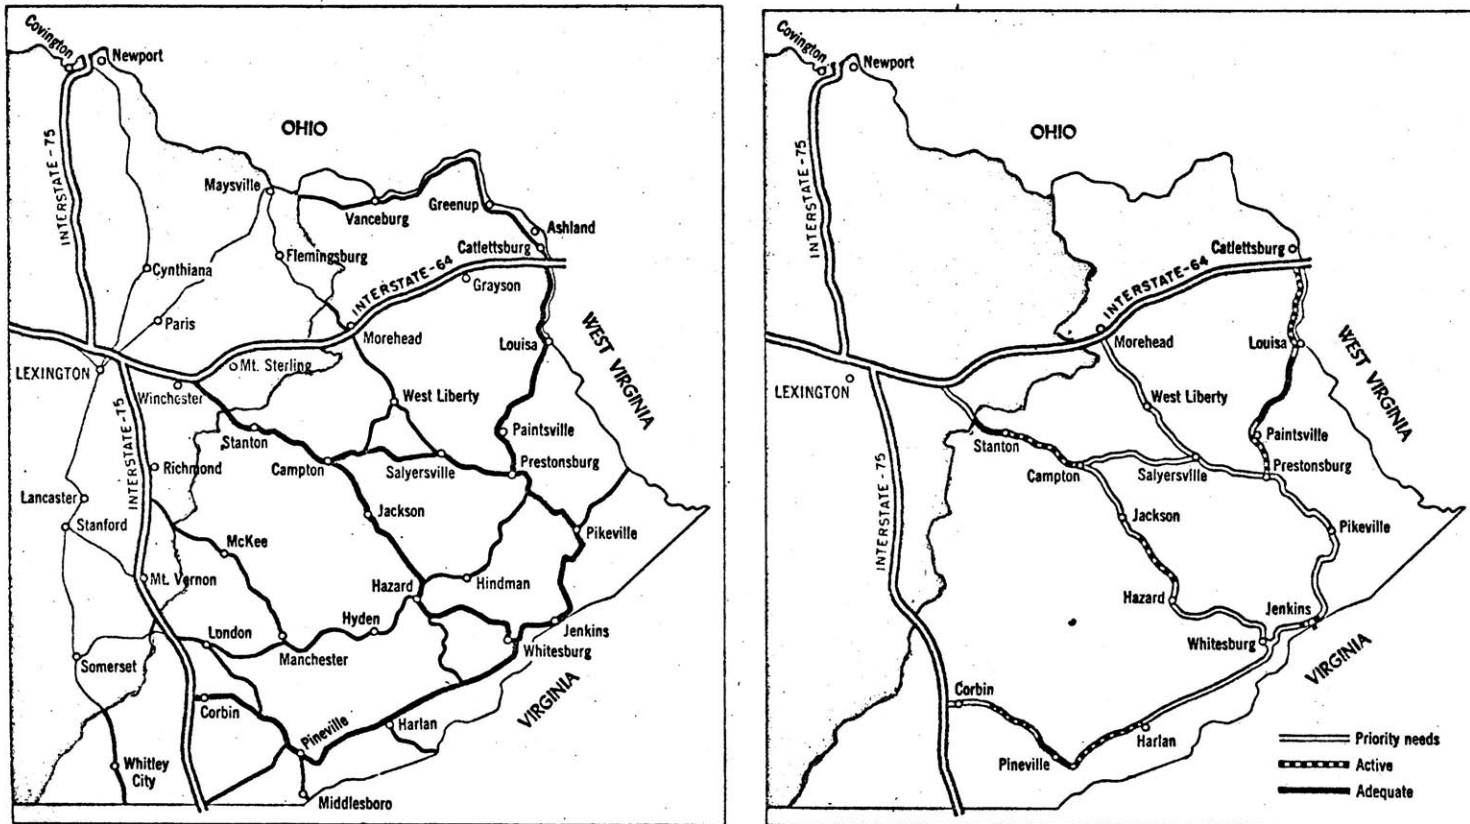 Covington
Newport
OHIO
INTERSTATE-75
Maysville
Vanceburg
Greenup
Ashland
Catlettsburg
Flemingsburg
Cynthiana
INTERSTATE-64
Grayson
Paris
Morehead
WEST VIRGINIA
Louisa
LEXINGTON
Mt. Sterling
Winchester
West Liberty
INTERSTATE-75
Stanton
Paintsville
Richmond
Campton
Salyersville
Prestonsburg
Lancaster
Jackson
Stanford
Pikeville
McKee
Mt. Vernon
Hazard
Hindman
Hyden
London
Jenkins
Manchester
Whitesburg
Somerset
VIRGINIA
Corbin
Pineville
Harlan
Whitley
City
Middlesboro
Covington
Newport
OHIO
INTERSTATE-75
Catlettsburg
INTERSTATE-64
Morehead
WEST VIRGINIA
Louisa
LEXINGTON
West Liberty
Stanton
Paintsville
Campton
Salyersville
Prestonsburg
INTERSTATE-75
Jackson
Pikeville
Hazard
Jenkins
Whitesburg
VIRGINIA
Corbin
Harlan
Pineville
Priority needs
Active
Adequate